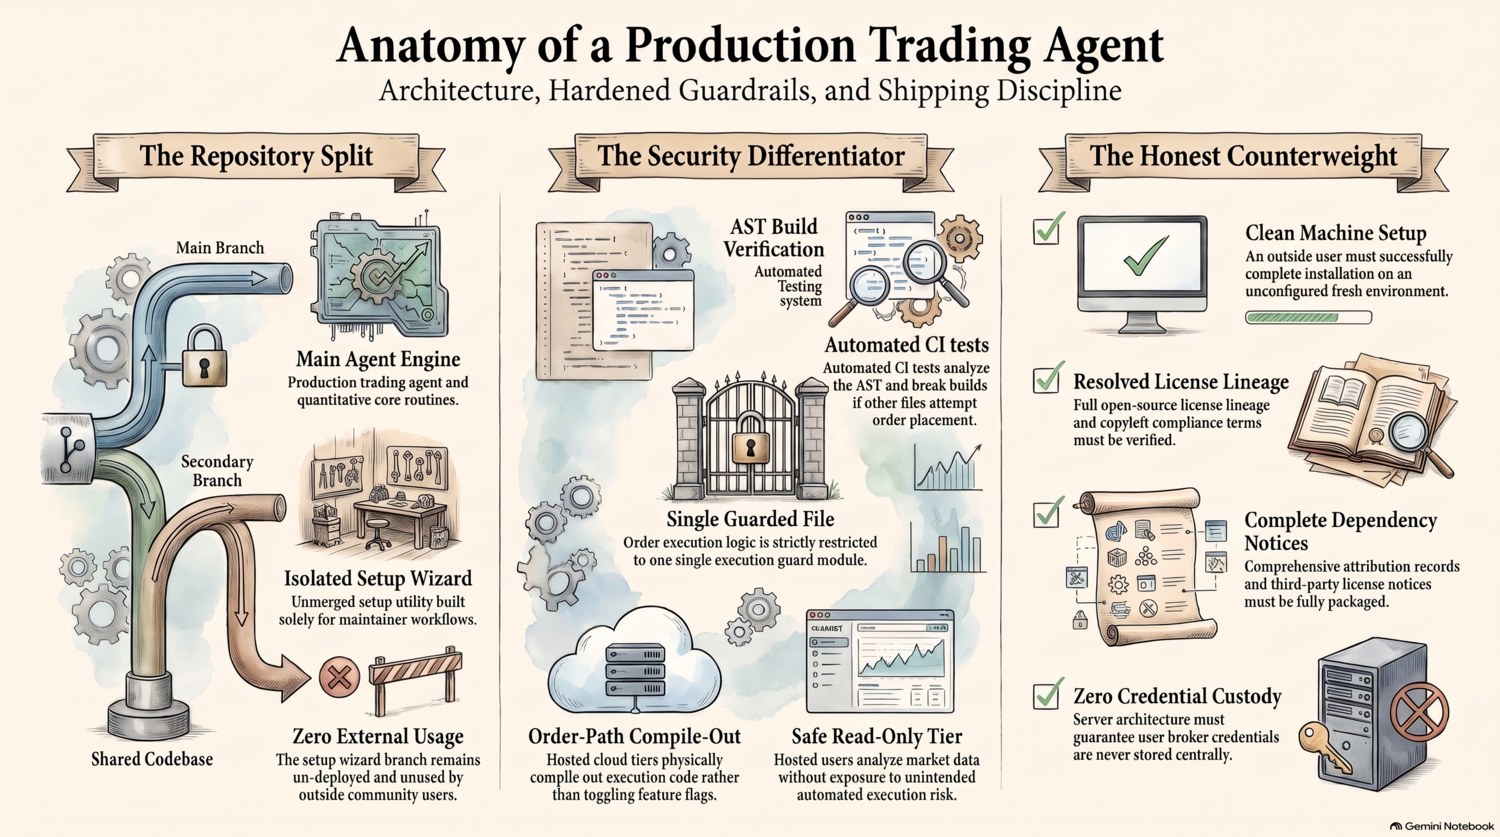 Anatomy of a Production Trading Agent
Architecture, Hardened Guardrails, and Shipping Discipline
The Repository Split
Main Branch
Main Agent Engine
Production trading agent and
quantitative core routines.
Secondary
Branch
Isolated Setup Wizard
Unmerged setup utility built
solely for maintainer workflows.
Zero External Usage
The setup wizard branch remains
un-deployed and unused by
outside community users.
Shared Codebase
The Security Differentiator
AST Build
Verification
Automated
Testing
system
Automated CI tests
Automated CI tests analyze
the AST and break builds
if other files attempt
order placement.
Single Guarded File
Order execution logic is strictly restricted
to one single execution guard module.
Order-Path Compile-Out
Hosted cloud tiers physically
complle out execution code rather
than toggling feature flags.
Safe Read-Only Tier
Hosted users analyze market data
without exposure to unintended
automated execution risk.
The Honest Counterweight
Clean Machine Setup
An outside user must successfully
complete installation on an
unconfigured fresh environment.
Resolved License Lineage
Full open-source license lineage
and copyleft compliance terms
must be verified.
Complete Dependency
Notices
Comprehensive attribution records
and third-party license notices
must be fully packaged.
Zero Credential Custody
Server architecture must
guarantee user broker credentials
are never stored centrally.
Gemini Notebook